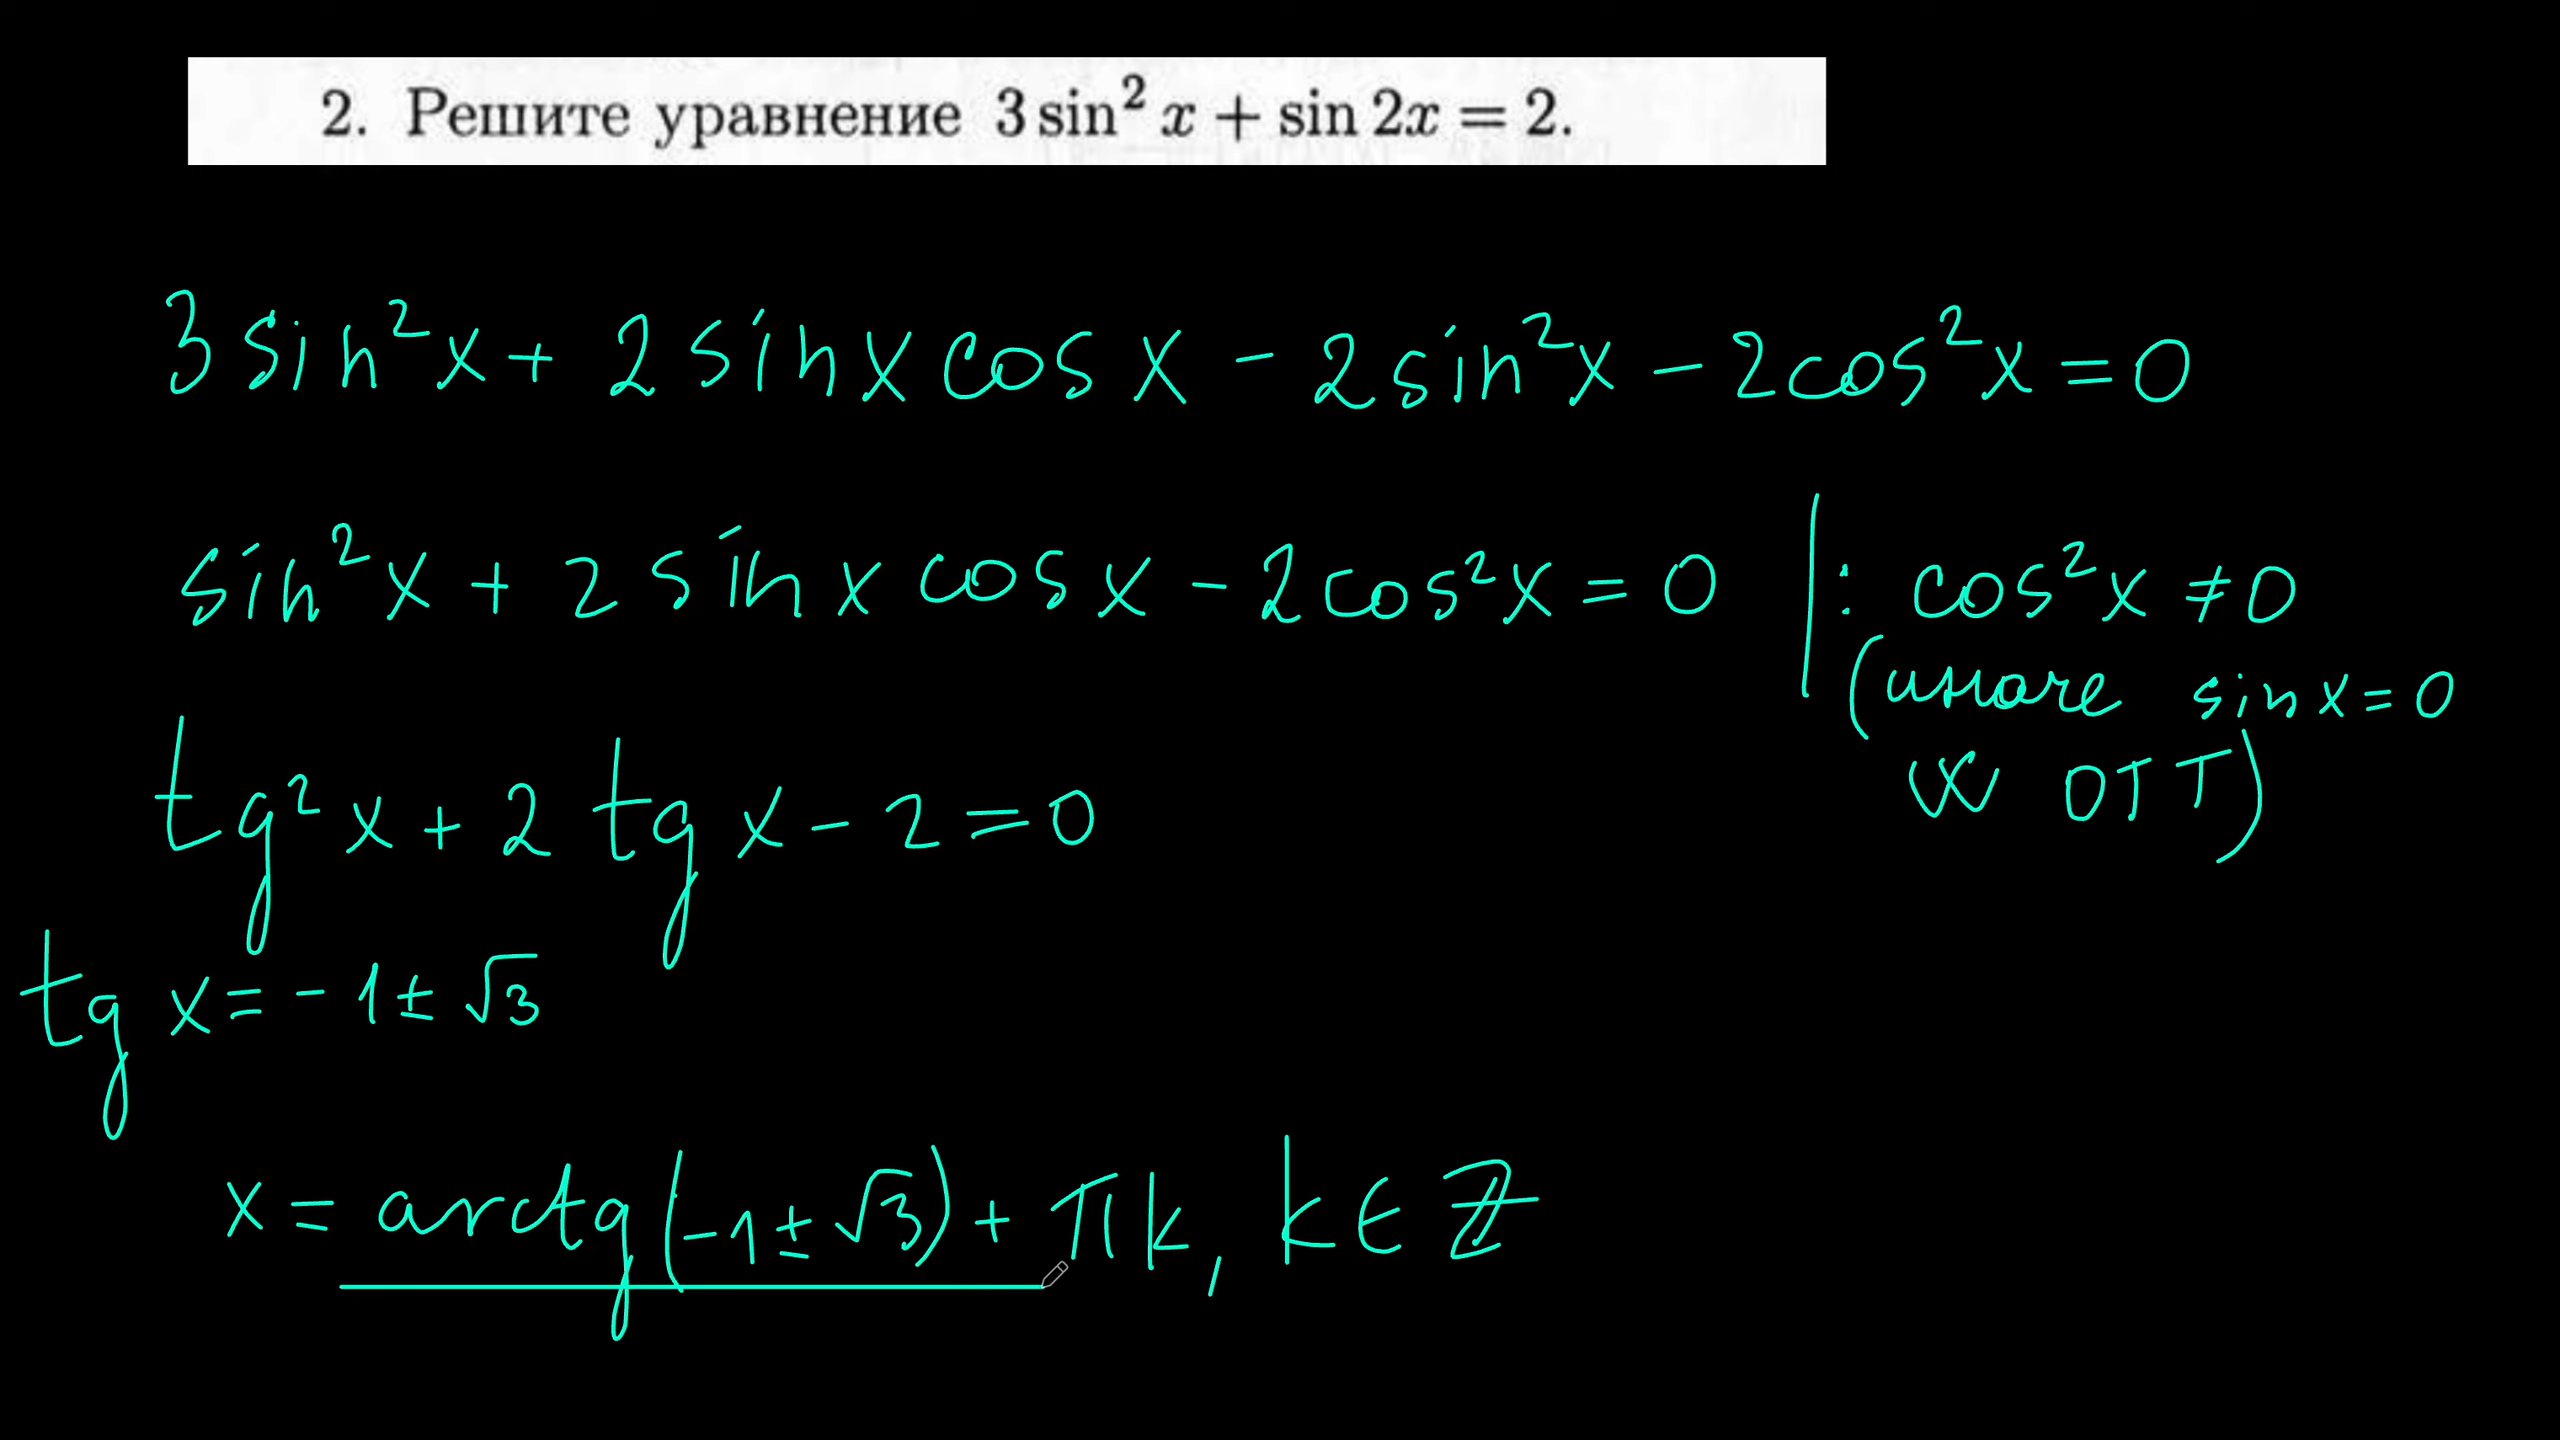 2. Решите уравнение 3 sin² x + sin 2x = 2.
3 sin²x + 2 sin x cos x − 2 sin²x − 2 cos²x = 0
sin²x + 2 sin x cos x − 2 cos²x = 0 | : cos²x ≠ 0
(иначе sin x = 0
W ОТТ)
tg²x + 2 tg x − 2 = 0
tg x = −1 ± √3
x = arctg(−1 ± √3) + πk, k ∈ ℤ